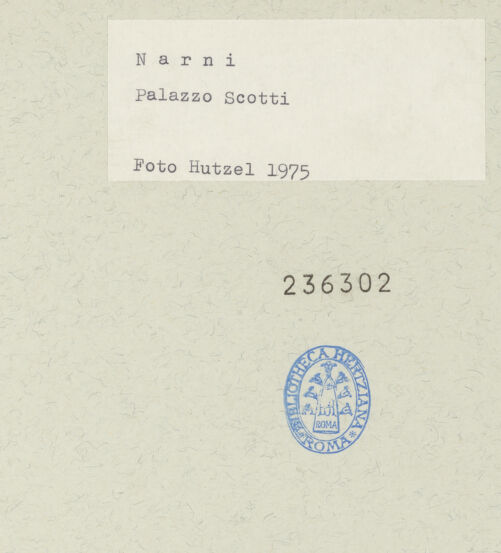 N a r n i
Palazzo Scotti
Foto Hutzel 1975
236302
BIBLIOTHECA HERTZIANA
ROMA
* ROMA *